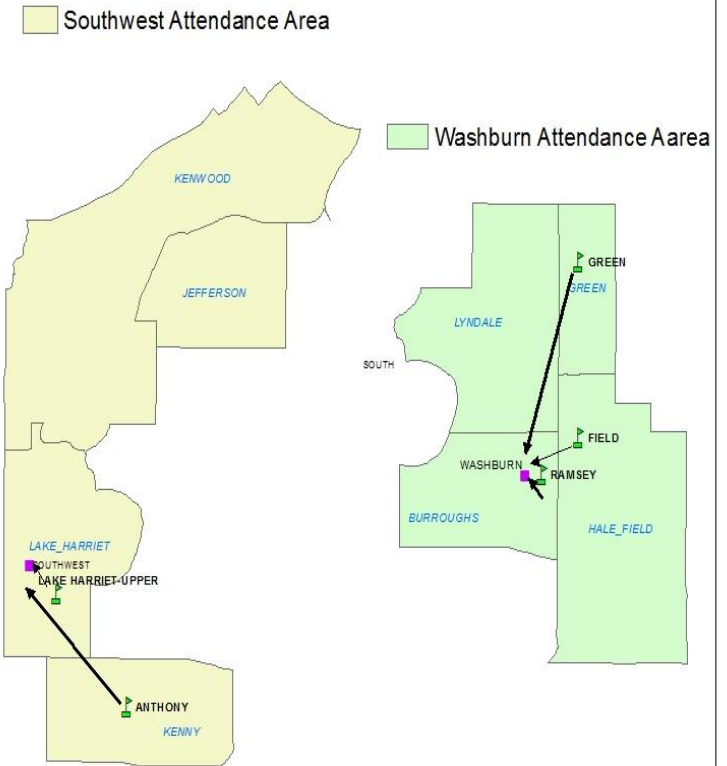 Southwest Attendance Area
Washburn Attendance Aarea
KENWOOD
JEFFERSON
GREEN
GREEN
LYNDALE
SOUTH
FIELD
WASHBURN
RAMSEY
BURROUGHS
HALE_FIELD
LAKE_HARRIET
SOUTHWEST
LAKE HARRIET-UPPER
ANTHONY
KENNY